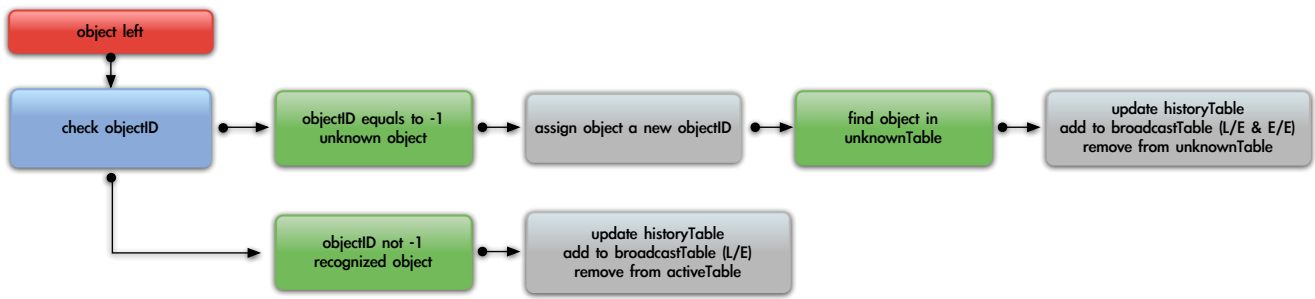 object left
check objectID
objectID equals to -1
unknown object
assign object a new objectID
find object in
unknownTable
update historyTable
add to broadcastTable (L/E & E/E)
remove from unknownTable
objectID not -1
recognized object
update historyTable
add to broadcastTable (L/E)
remove from activeTable